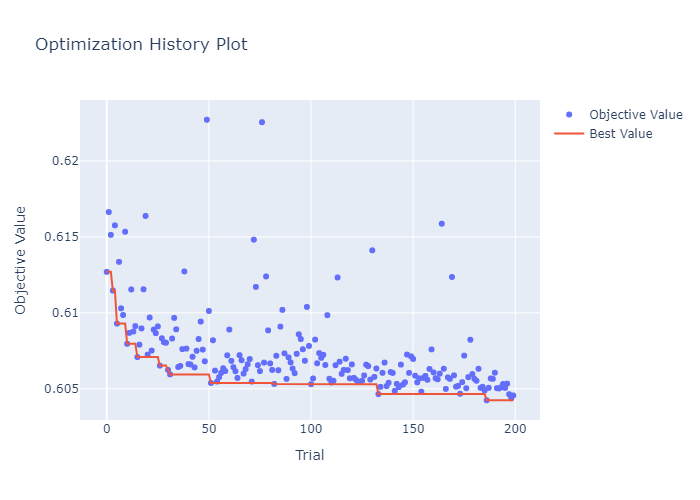 Optimization History Plot
Objective Value
Best Value
0.62
0.615
0.61
0.605
Objective Value
0
50
100
150
200
Trial